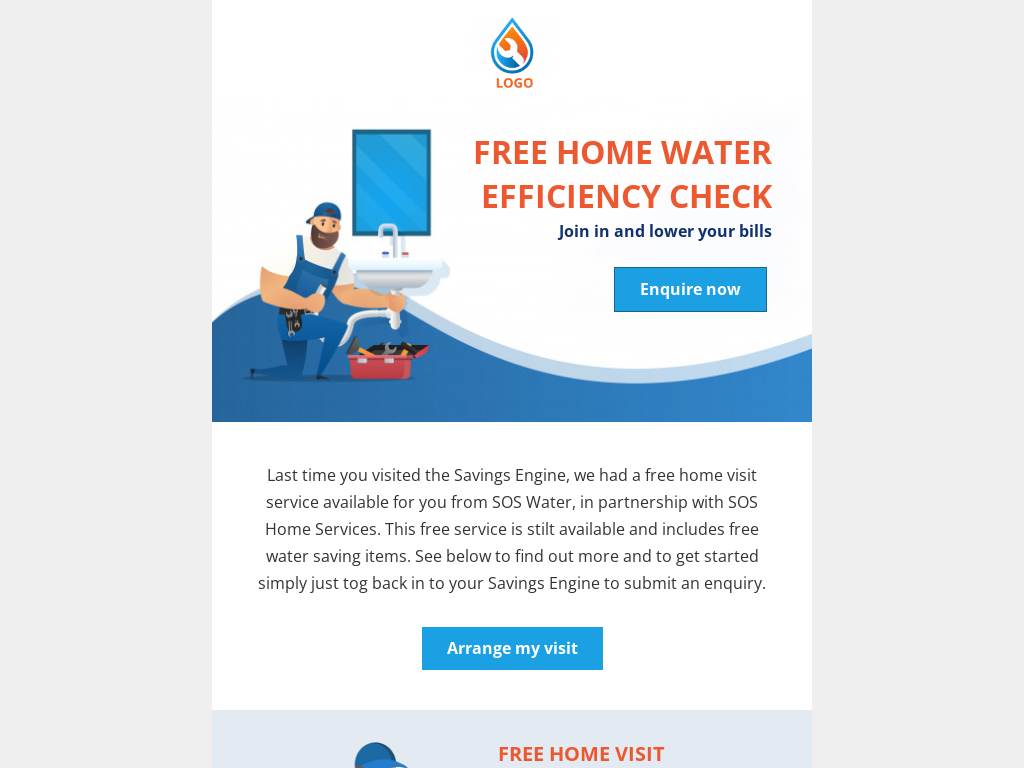 LOGO
FREE HOME WATER
EFFICIENCY CHECK
Join in and lower your bills
Enquire now
Last time you visited the Savings Engine, we had a free home visit
service available for you from SOS Water, in partnership with SOS
Home Services. This free service is stilt available and includes free
water saving items. See below to find out more and to get started
simply just tog back in to your Savings Engine to submit an enquiry.
Arrange my visit
FREE HOME VISIT